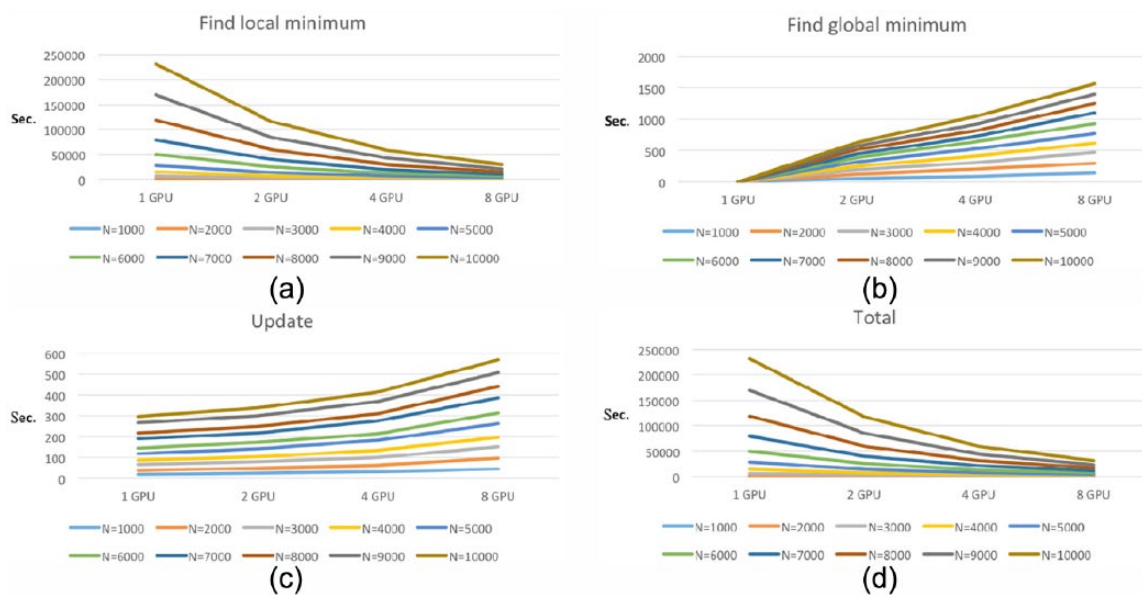 Find local minimum
250000
200000
150000
Sec.
100000
50000
0
1 GPU 2 GPU 4 GPU 8 GPU
N=1000 N=2000 N=3000 N=4000 N=5000
N=6000 N=7000 N=8000 N=9000 N=10000
(a)
Find global minimum
2000
1500
Sec.
1000
500
0
1 GPU 2 GPU 4 GPU 8 GPU
N=1000 N=2000 N=3000 N=4000 N=5000
N=6000 N=7000 N=8000 N=9000 N=10000
(b)
Update
600
500
400
Sec.
300
200
100
0
1 GPU 2 GPU 4 GPU 8 GPU
N=1000 N=2000 N=3000 N=4000 N=5000
N=6000 N=7000 N=8000 N=9000 N=10000
(c)
Total
250000
200000
150000
Sec.
100000
50000
0
1 GPU 2 GPU 4 GPU 8 GPU
N=1000 N=2000 N=3000 N=4000 N=5000
N=6000 N=7000 N=8000 N=9000 N=10000
(d)